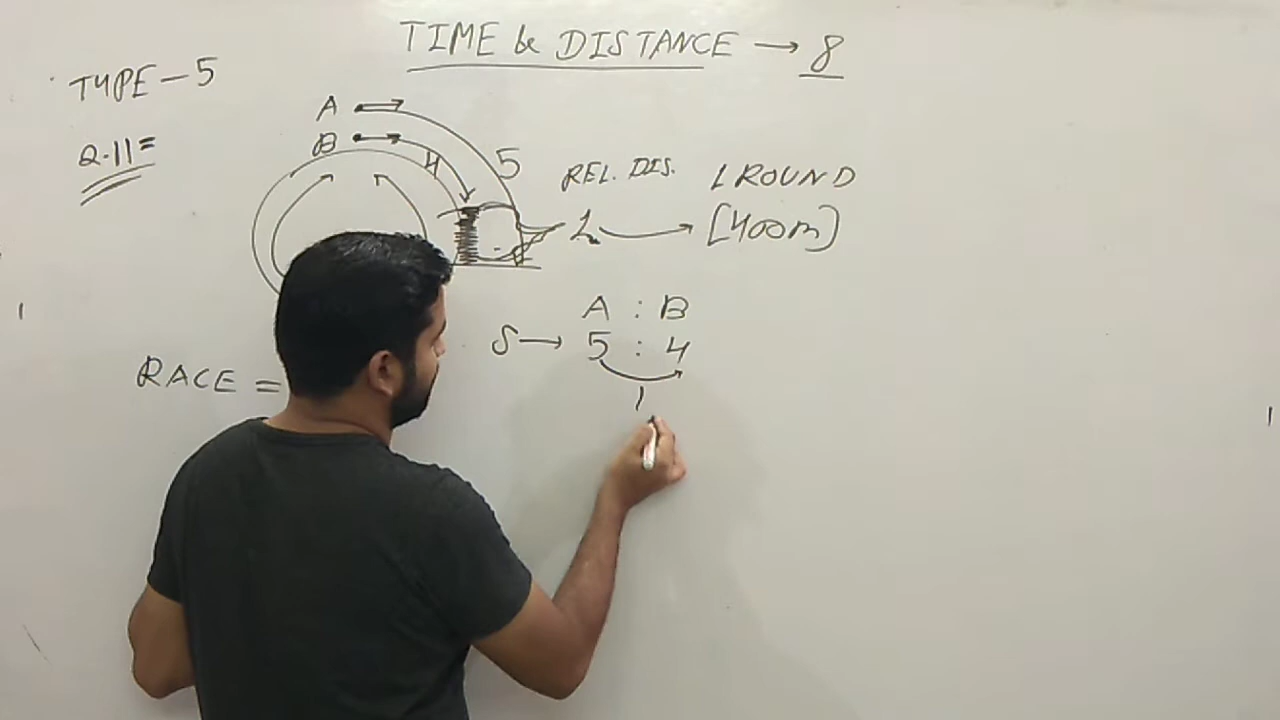 TIME & DISTANCE → 8
TYPE-5
Q.11=
A
B
4
5
REL. DIS. 1 ROUND
1 → [400m]
A : B
S → 5 : 4
1
RACE =